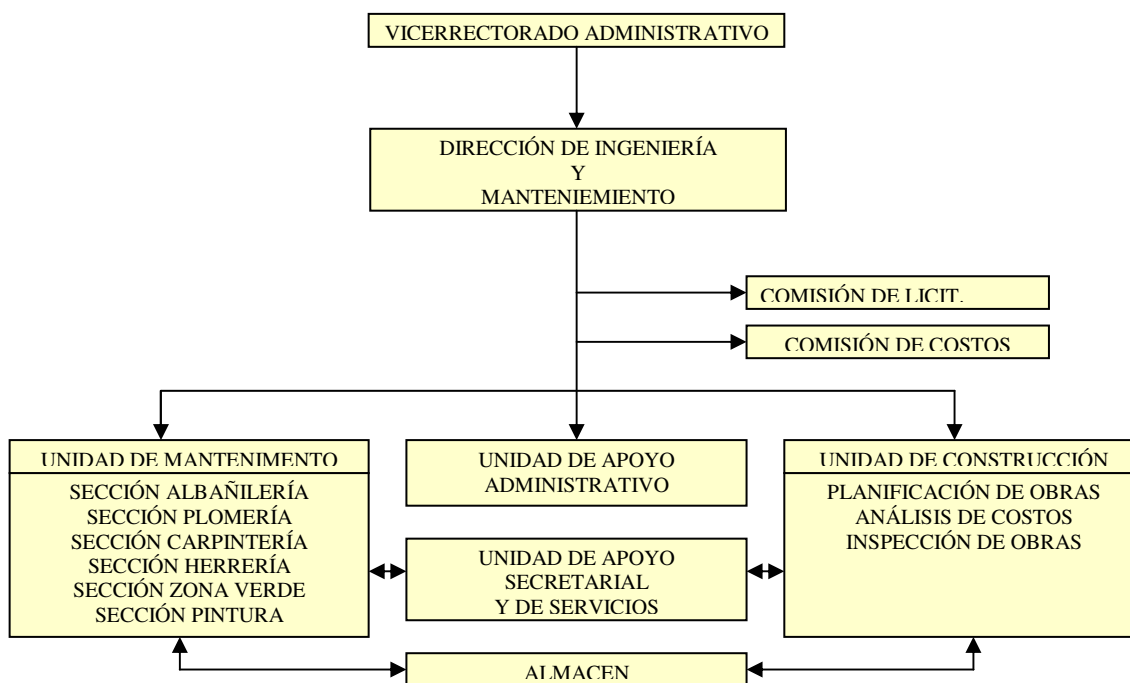 VICERRECTORADO ADMINISTRATIVO
DIRECCIÓN DE INGENIERÍA
Y
MANTENIEMIENTO
COMISIÓN DE LICIT.
COMISIÓN DE COSTOS
UNIDAD DE MANTENIMENTO
SECCIÓN ALBAÑILERÍA
SECCIÓN PLOMERÍA
SECCIÓN CARPINTERÍA
SECCIÓN HERRERÍA
SECCIÓN ZONA VERDE
SECCIÓN PINTURA
UNIDAD DE APOYO
ADMINISTRATIVO
UNIDAD DE CONSTRUCCIÓN
PLANIFICACIÓN DE OBRAS
ANÁLISIS DE COSTOS
INSPECCIÓN DE OBRAS
UNIDAD DE APOYO
SECRETARIAL
Y DE SERVICIOS
ALMACEN